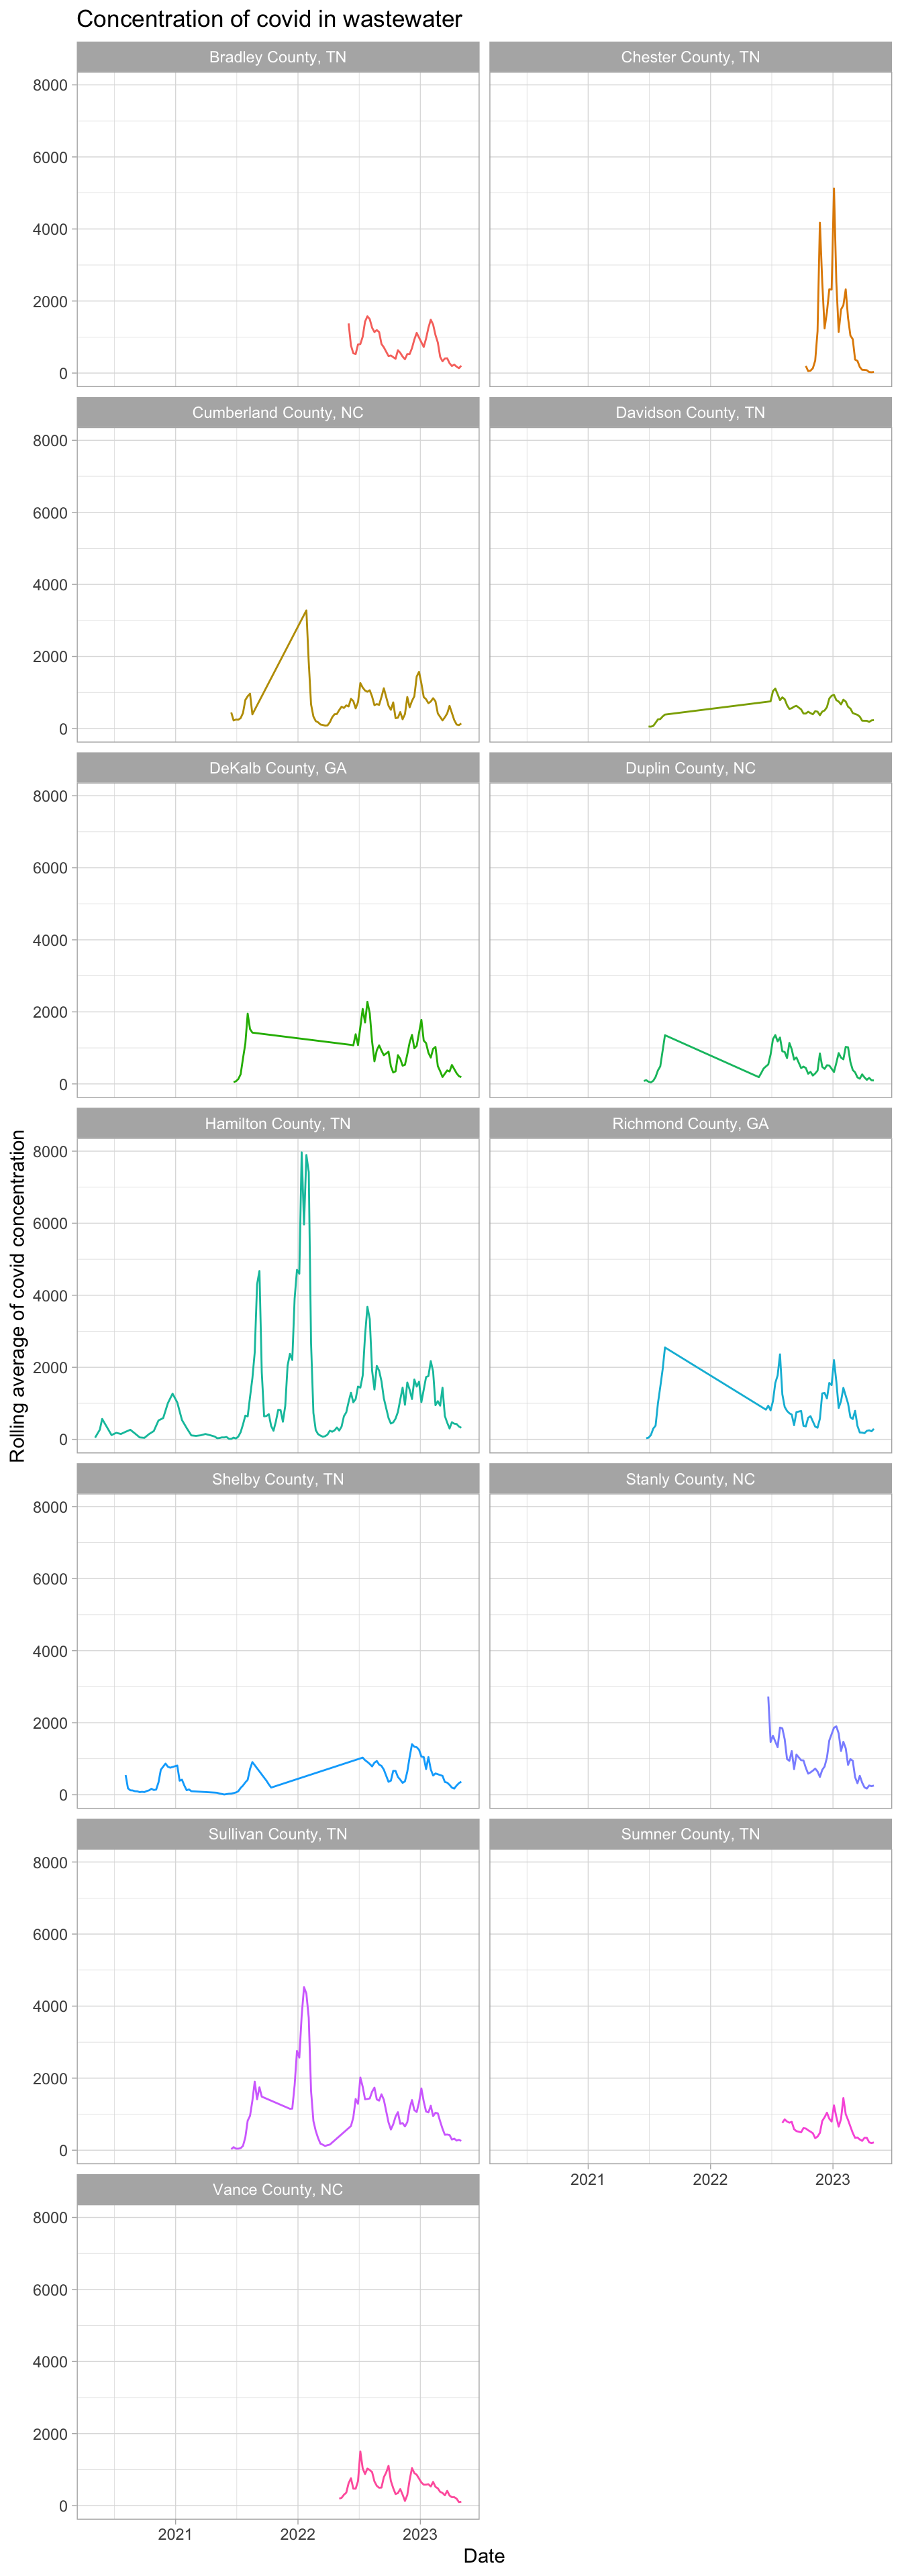 Concentration of covid in wastewater
Bradley County, TN
Chester County, TN
8000
6000
4000
2000
0
Cumberland County, NC
Davidson County, TN
8000
6000
4000
2000
0
DeKalb County, GA
Duplin County, NC
8000
6000
4000
2000
0
Hamilton County, TN
Richmond County, GA
8000
6000
4000
2000
0
Rolling average of covid concentration
Shelby County, TN
Stanly County, NC
8000
6000
4000
2000
0
Sullivan County, TN
Sumner County, TN
8000
6000
4000
2000
0
2021 2022 2023
Vance County, NC
8000
6000
4000
2000
0
2021 2022 2023
Date